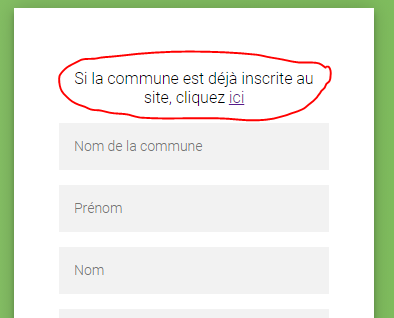 Si la commune est déjà inscrite au
site, cliquez ici
Nom de la commune
Prénom
Nom